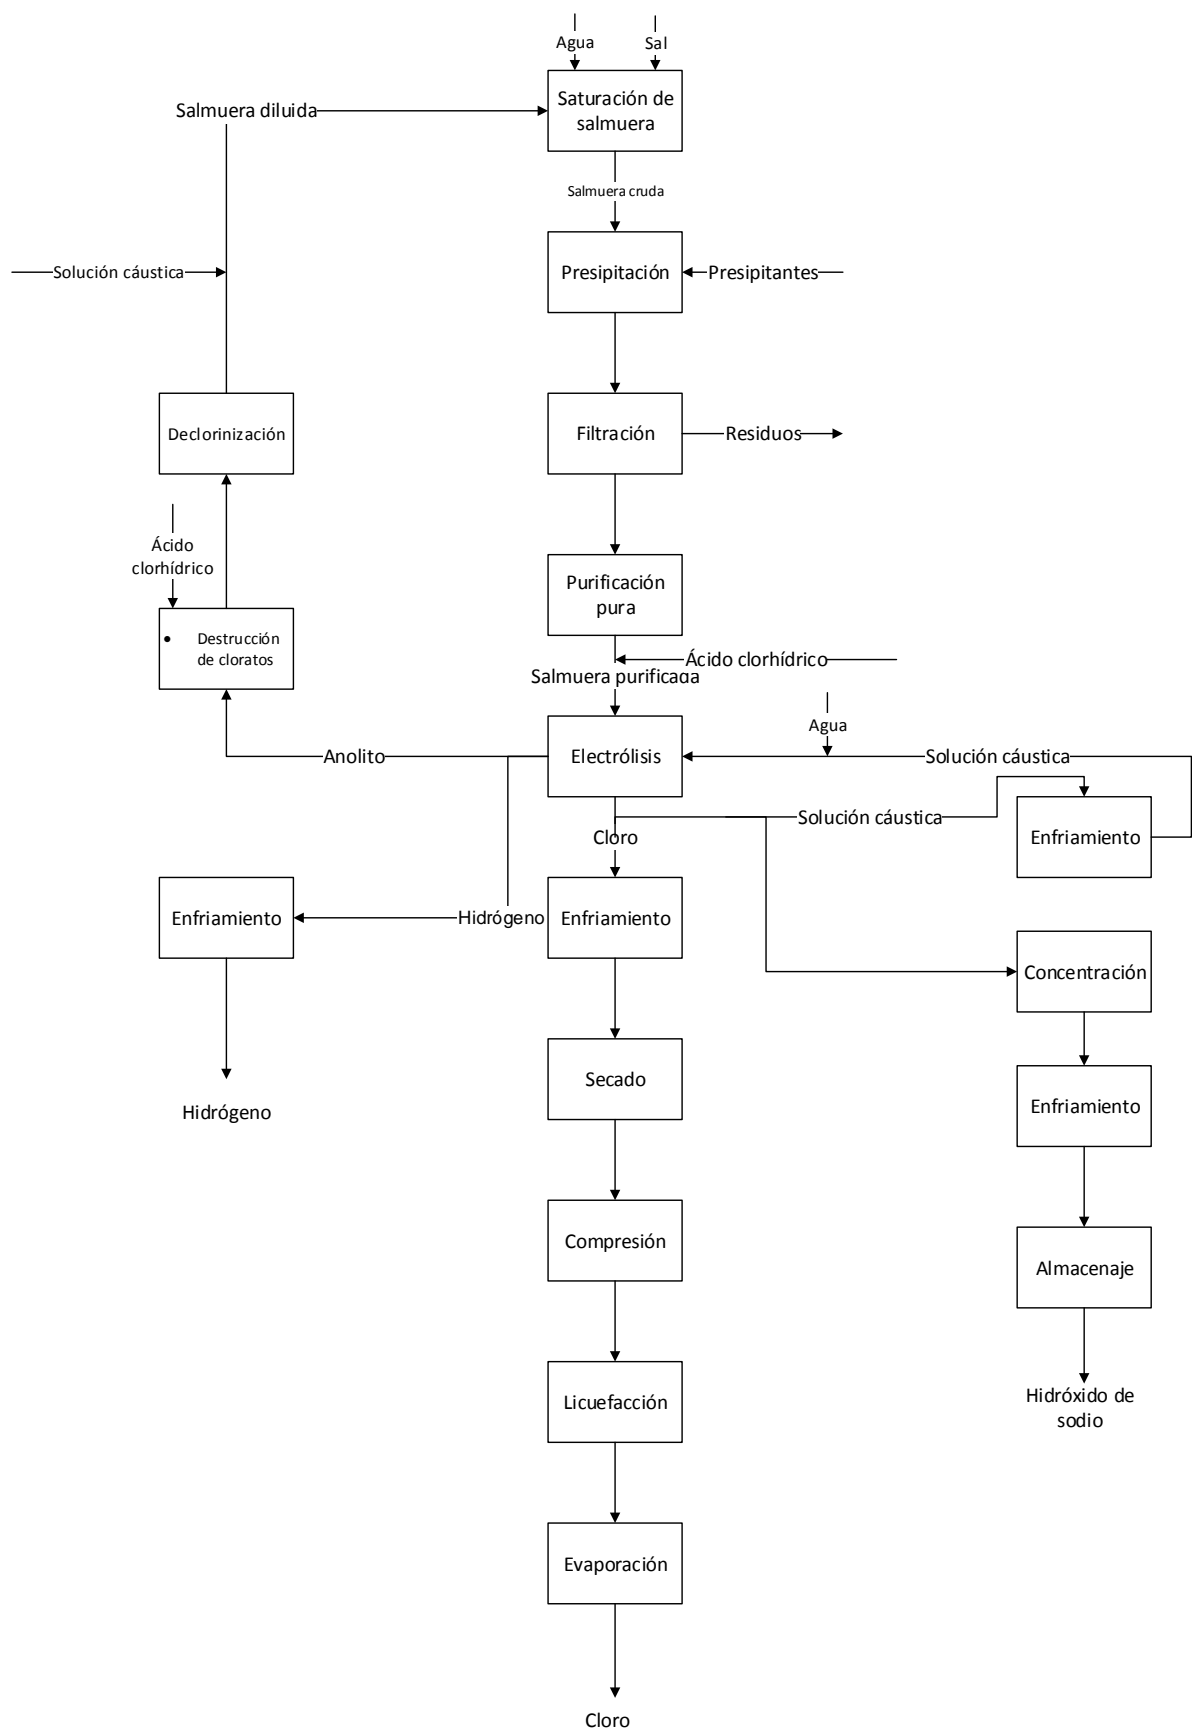 Agua
Sal
Saturación de
salmuera
Salmuera diluida
Salmuera cruda
Solución cáustica
Presipitación
Presipitantes
Declorinización
Filtración
Residuos
Ácido
clorhídrico
Purificación
pura
• Destrucción
de cloratos
Ácido clorhídrico
Salmuera purificada
Agua
Anolito
Electrólisis
Solución cáustica
Solución cáustica
Cloro
Enfriamiento
Enfriamiento
Hidrógeno
Enfriamiento
Concentración
Secado
Hidrógeno
Enfriamiento
Compresión
Almacenaje
Licuefacción
Hidróxido de
sodio
Evaporación
Cloro